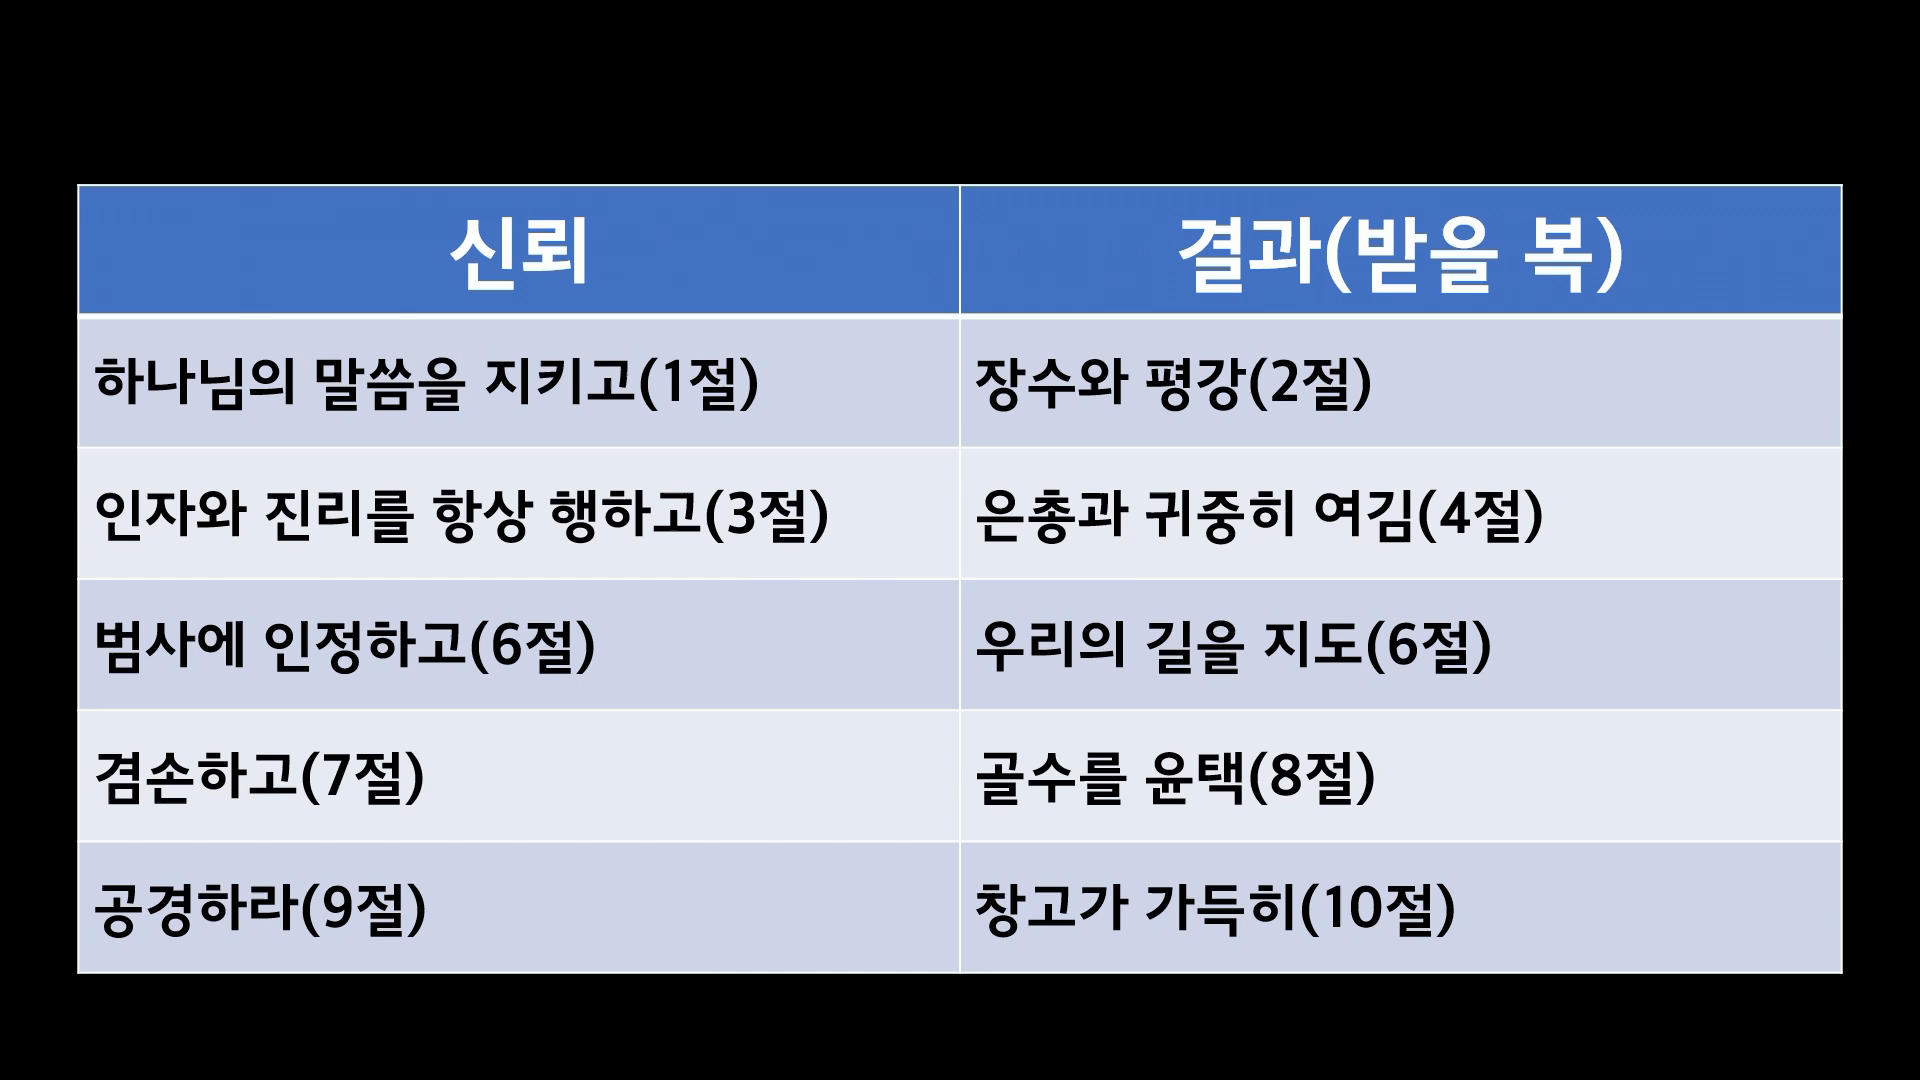 신뢰
결과(받을 복)
하나님의 말씀을 지키고(1절)
장수와 평강(2절)
인자와 진리를 항상 행하고(3절)
은총과 귀중히 여김(4절)
범사에 인정하고(6절)
우리의 길을 지도(6절)
겸손하고(7절)
골수를 윤택(8절)
공경하라(9절)
창고가 가득히(10절)